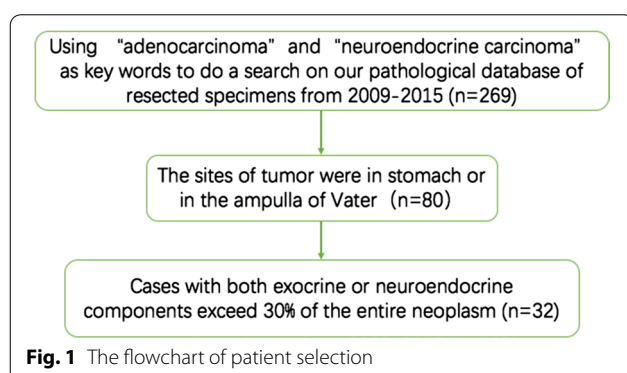 Using “adenocarcinoma” and “neuroendocrine carcinoma”
as key words to do a search on our pathological database of
resected specimens from 2009-2015 (n=269)
The sites of tumor were in stomach or
in the ampulla of Vater (n=80)
Cases with both exocrine or neuroendocrine
components exceed 30% of the entire neoplasm (n=32)
Fig. 1 The flowchart of patient selection